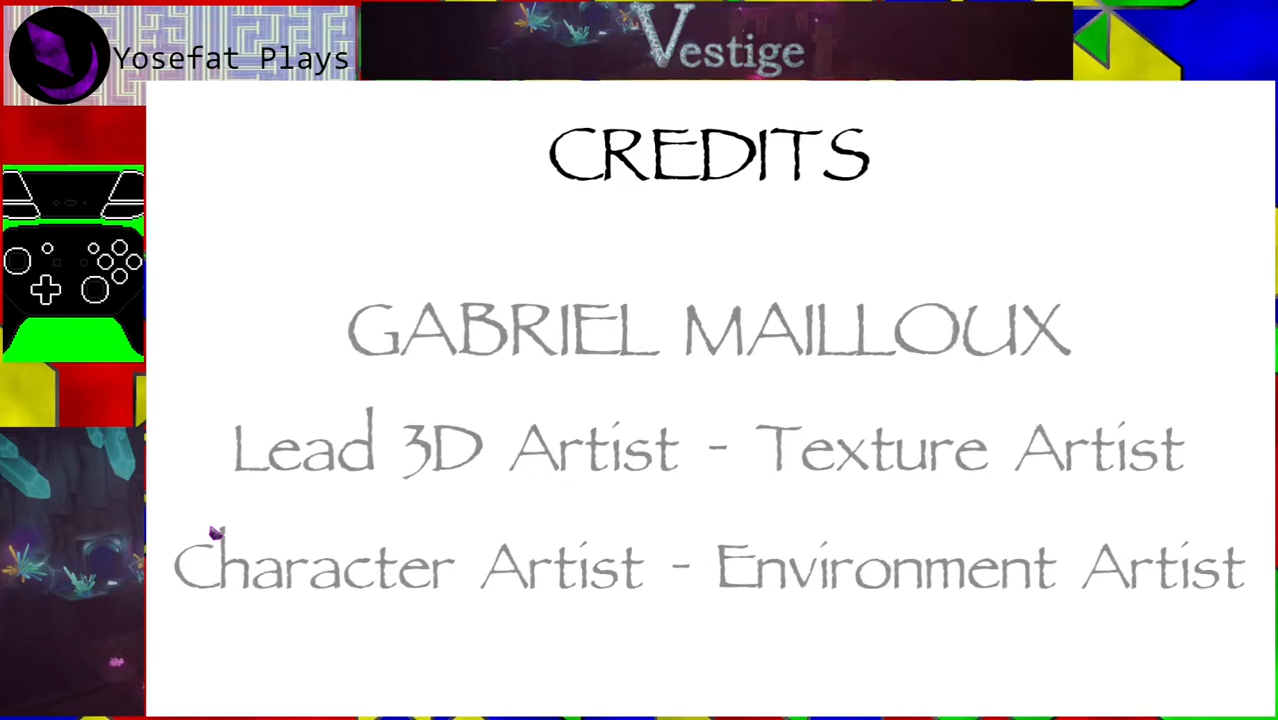 Yosefat Plays
Vestige
CREDITS
GABRIEL MAILLOUX
Lead 3D Artist - Texture Artist
Character Artist - Environment Artist